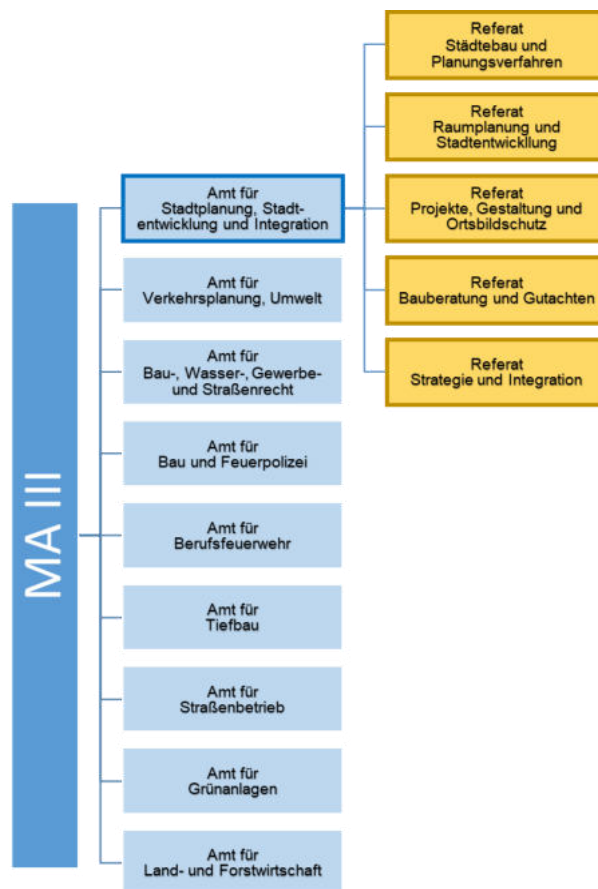 MA III
Amt für
Stadtplanung, Stadt-
entwicklung und Integration
Amt für
Verkehrsplanung, Umwelt
Amt für
Bau-, Wasser-, Gewerbe-
und Straßenrecht
Amt für
Bau und Feuerpolizei
Amt für
Berufsfeuerwehr
Amt für
Tiefbau
Amt für
Straßenbetrieb
Amt für
Grünanlagen
Amt für
Land- und Forstwirtschaft
Referat
Städtebau und
Planungsverfahren
Referat
Raumplanung und
Stadtentwickllung
Referat
Projekte, Gestaltung und
Ortsbildschutz
Referat
Bauberatung und Gutachten
Referat
Strategie und Integration